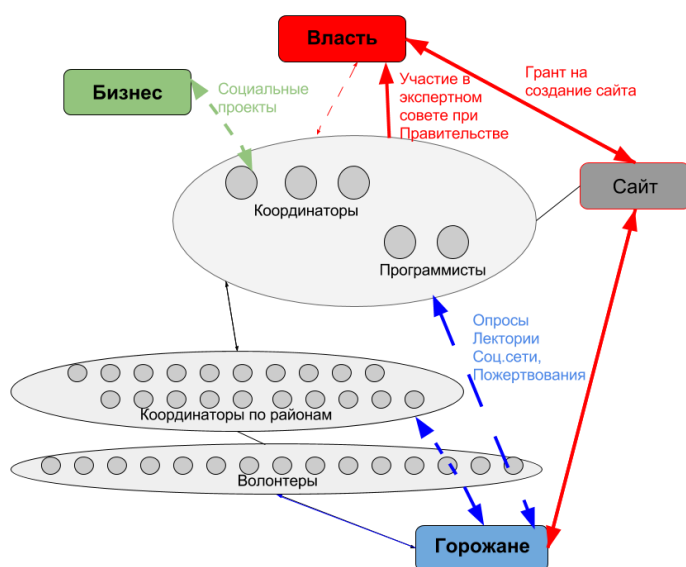 Власть
Бизнес
Социальные
проекты
Участие в
экспертном
совете при
Правительстве
Грант на
создание сайта
Сайт
Координаторы
Программисты
Опросы
Лектории
Соц.сети,
Пожертвования
Координаторы по районам
Волонтеры
Горожане